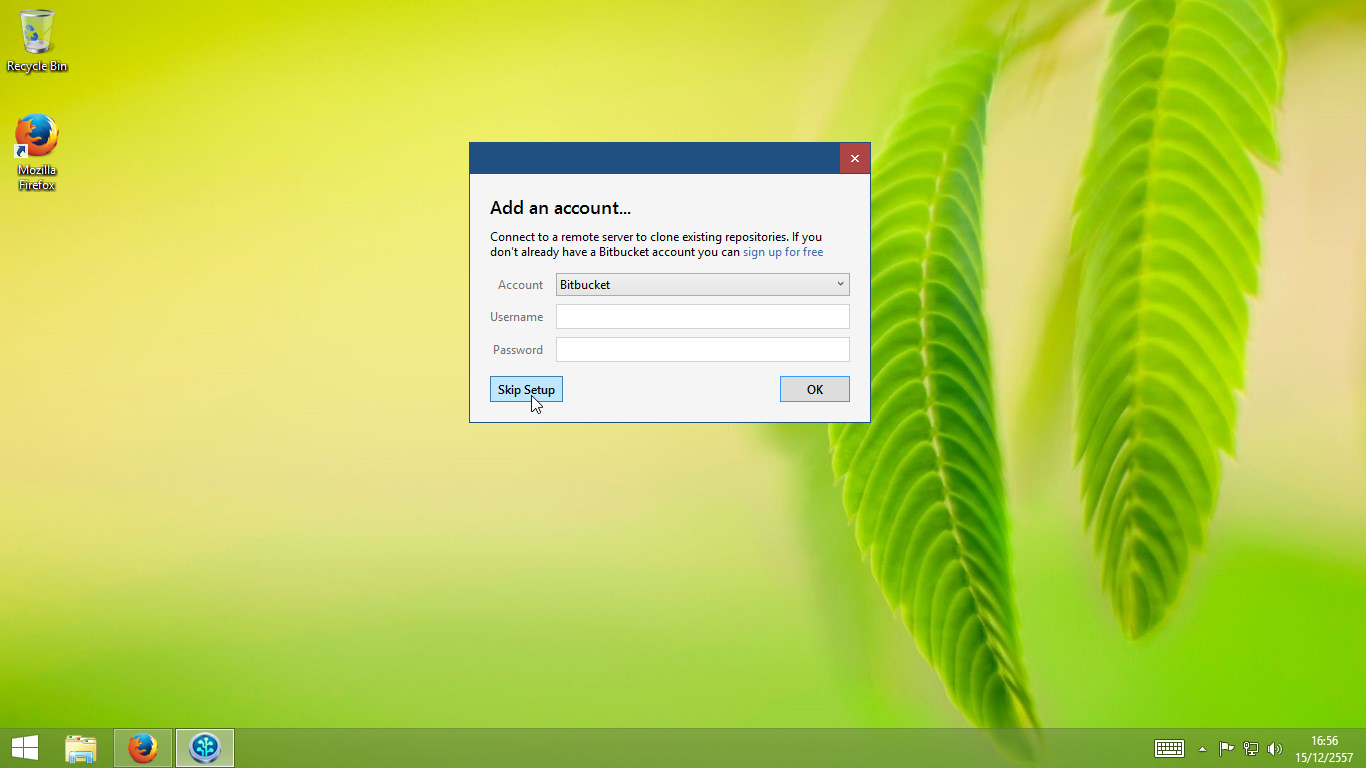 Recycle Bin
Mozilla
Firefox
Add an account...
Connect to a remote server to clone existing repositories. If you
don't already have a Bitbucket account you can sign up for free
Account Bitbucket
Username
Password
Skip Setup OK
16:56
15/12/2557